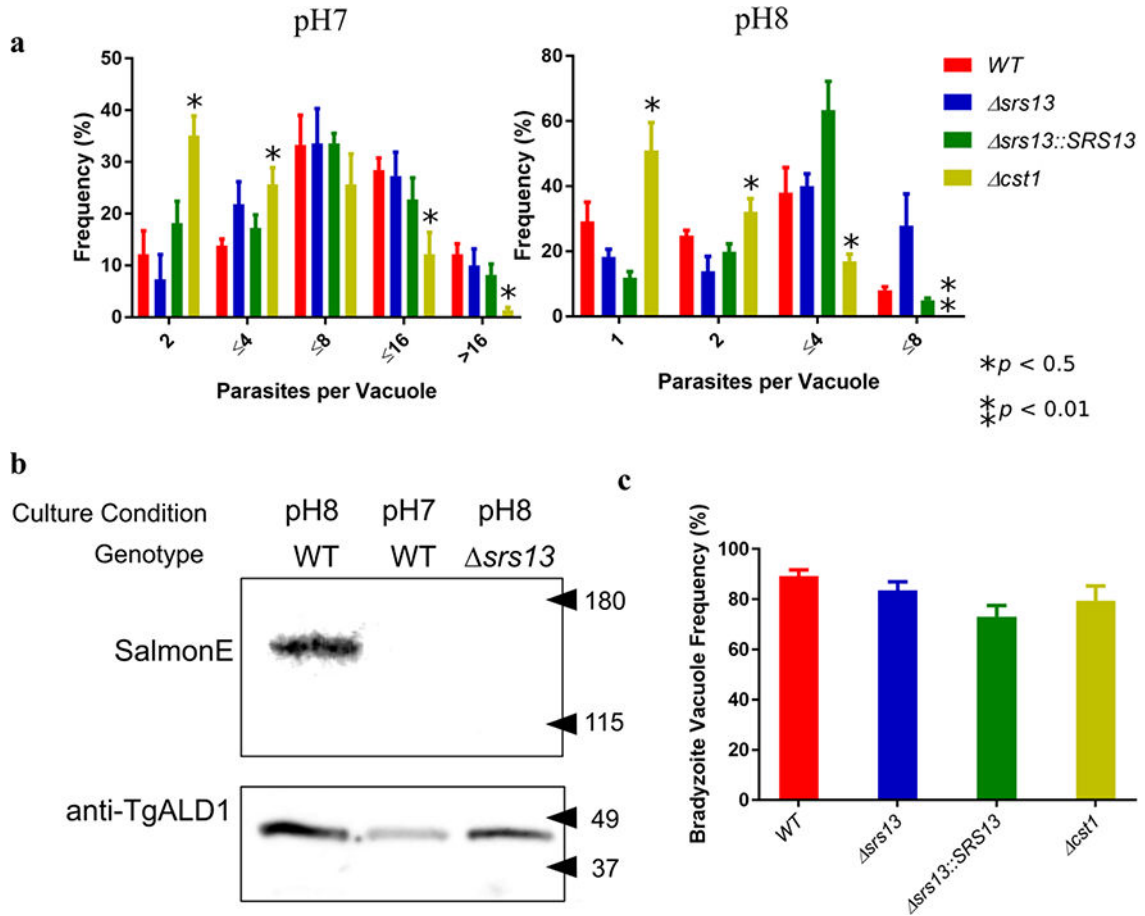 a
pH7
pH8
Frequency (%)
50
40
30
20
10
0
* * * *
2 ≤4 ≤8 ≤16 >16
Parasites per Vacuole
Frequency (%)
80
60
40
20
0
* * * * *
1 2 ≤4 ≤8
Parasites per Vacuole
WT
Δsrs13
Δsrs13::SRS13
Δcst1
*p < 0.5
**p < 0.01
b
Culture Condition pH8 pH7 pH8
Genotype WT WT Δsrs13
SalmonE
180
115
anti-TgALD1
49
37
c
Bradyzoite Vacuole Frequency (%)
100
80
60
40
20
0
WT Δsrs13 Δsrs13::SRS13 Δcst1